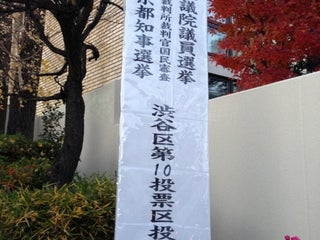 議院議員選挙
裁判所裁判官国民審査
京都知事選挙
渋谷区第10投票区投